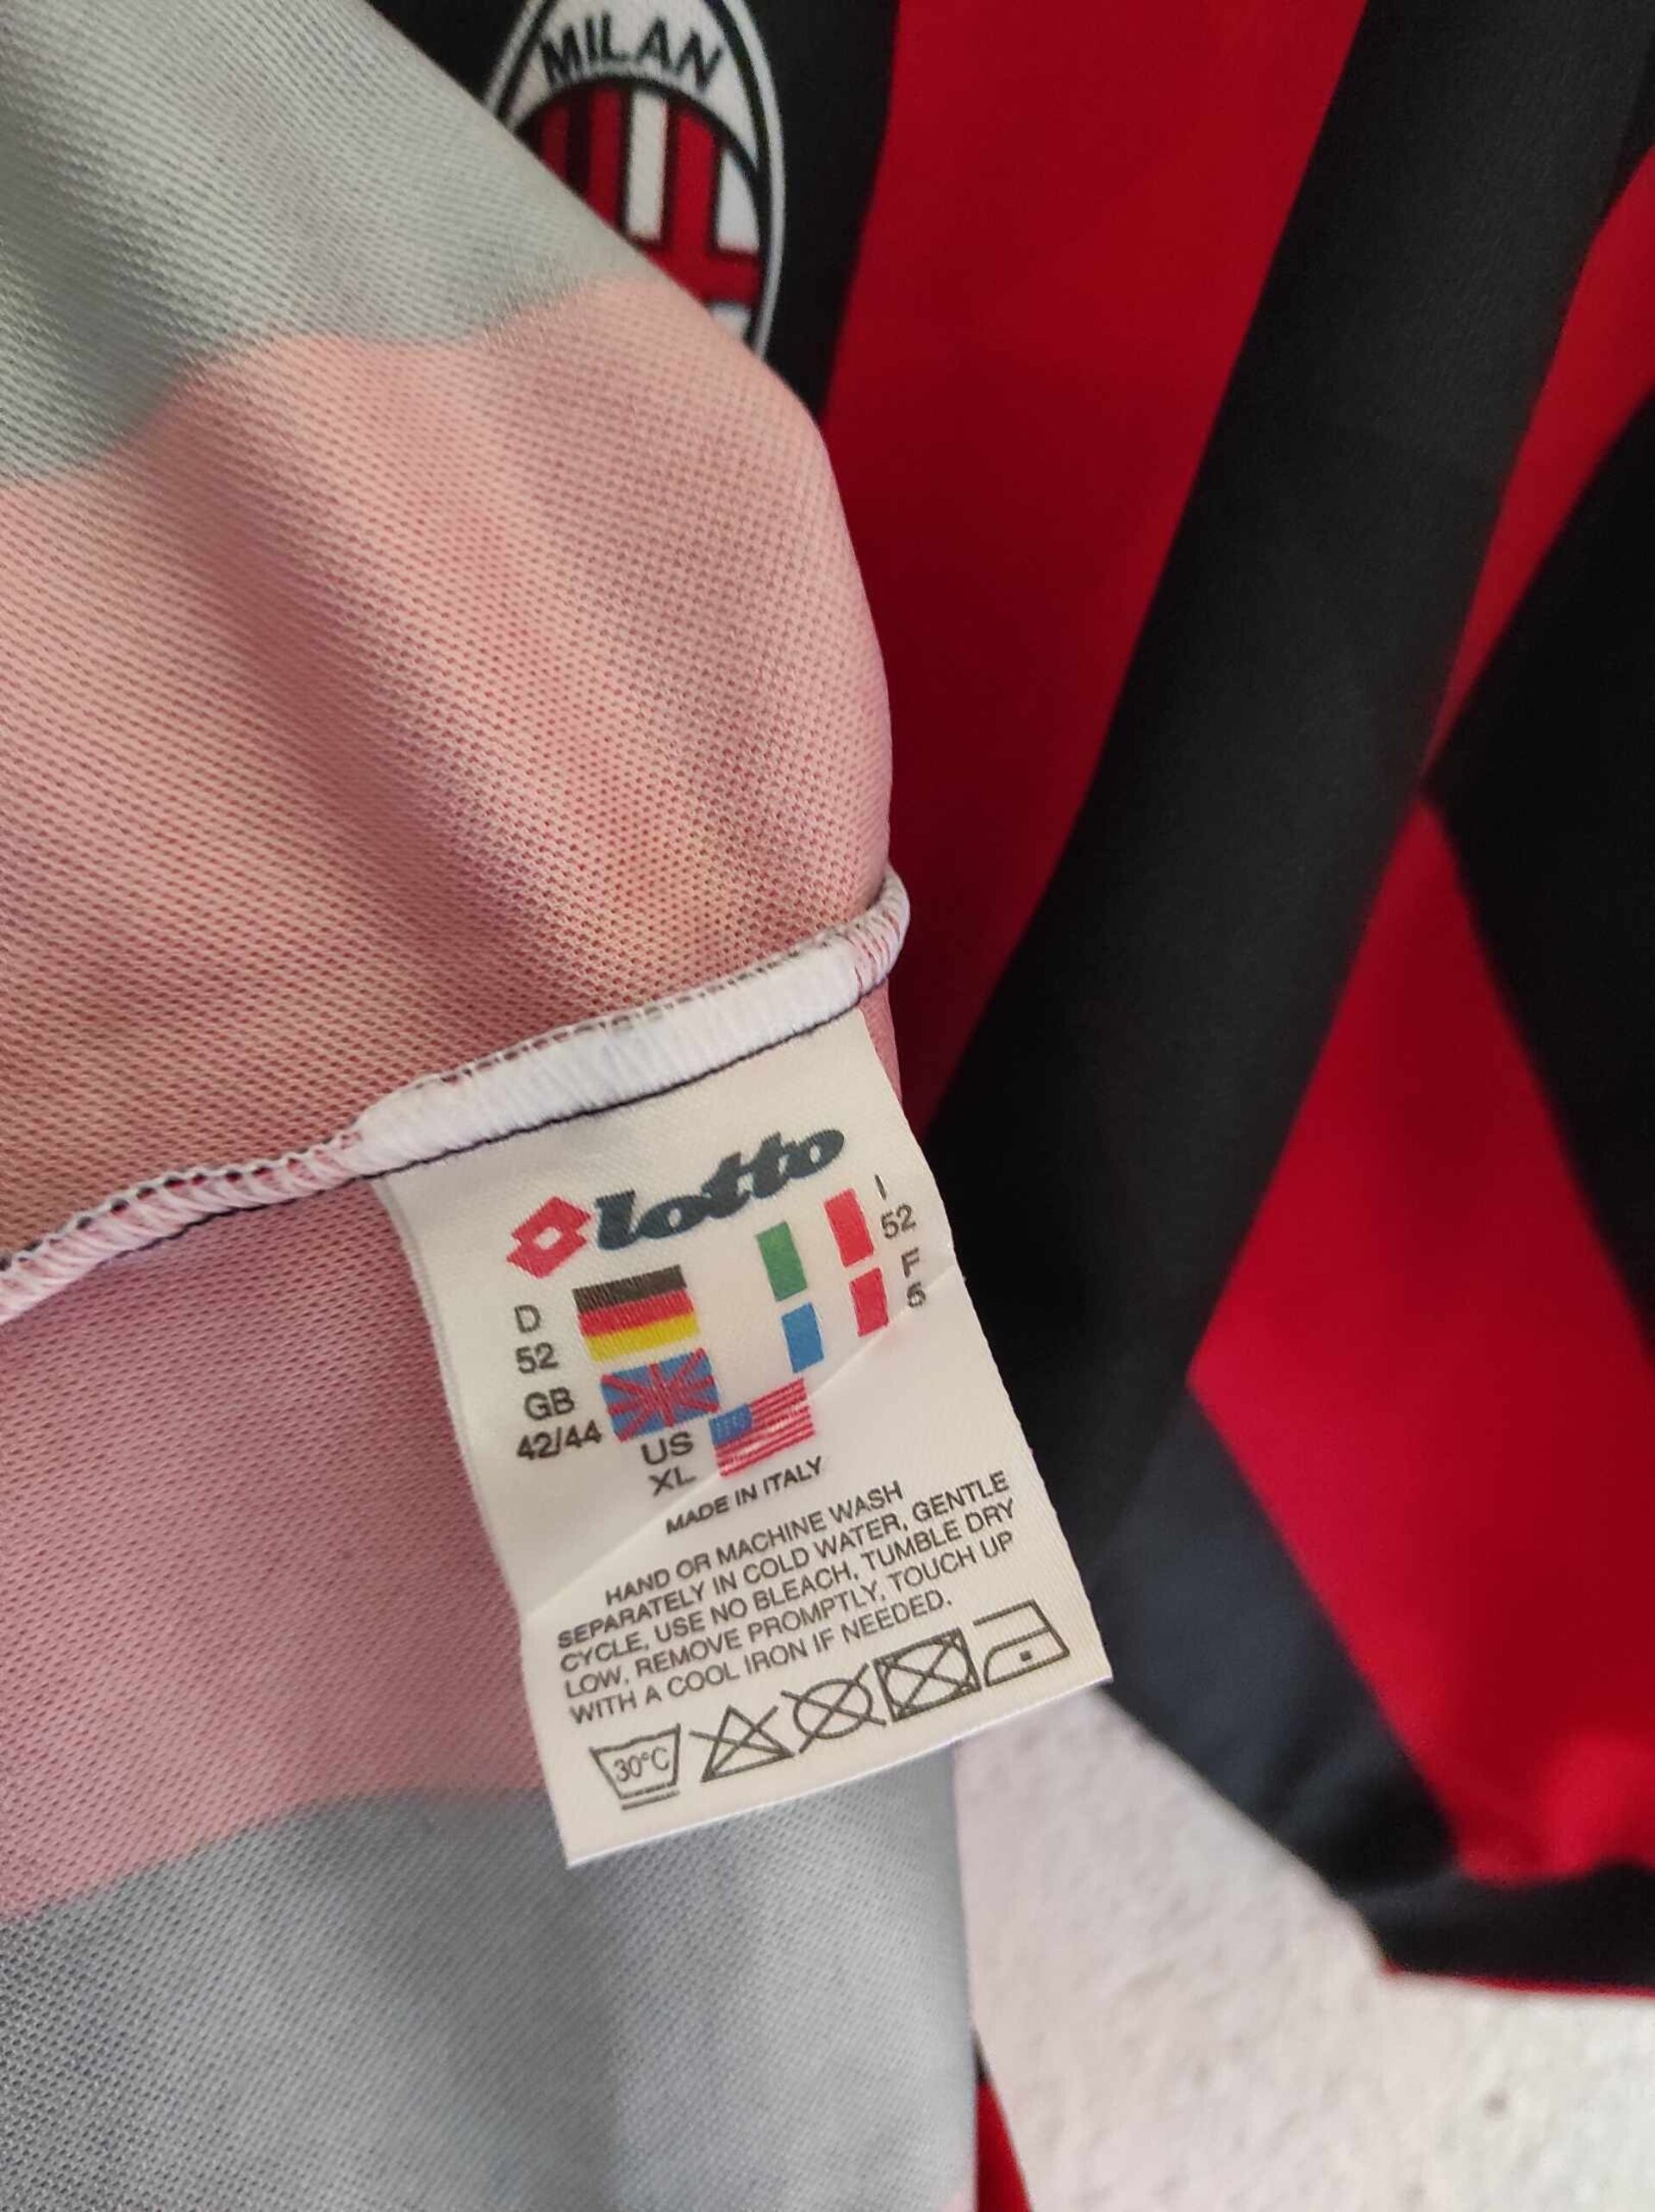 MILAN
lotto
I
52
F
5
D
52
GB
42/44
US
XL
MADE IN ITALY
HAND OR MACHINE WASH
SEPARATELY IN COLD WATER, GENTLE
CYCLE, USE NO BLEACH, TUMBLE DRY
LOW, REMOVE PROMPTLY, TOUCH UP
WITH A COOL IRON IF NEEDED.
30°C